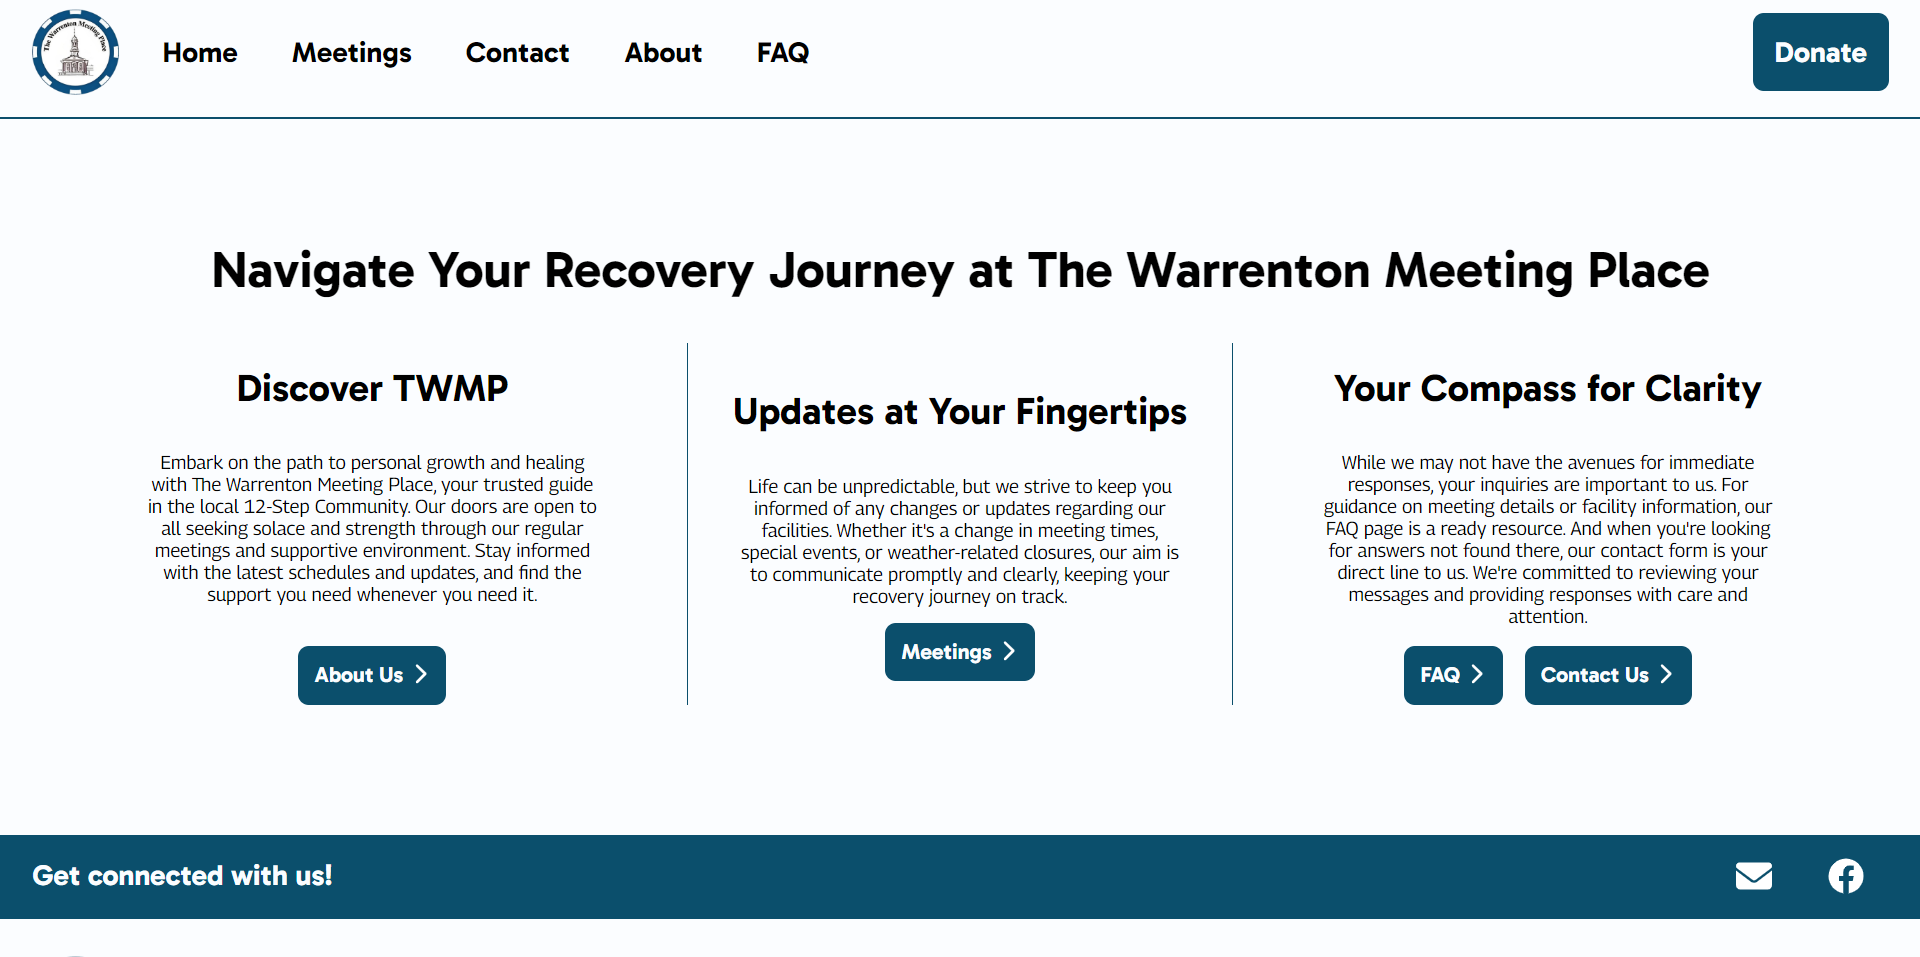 The Warrenton Meeting Place
Home
Meetings
Contact
About
FAQ
Donate
Navigate Your Recovery Journey at The Warrenton Meeting Place
Discover TWMP
Embark on the path to personal growth and healing
with The Warrenton Meeting Place, your trusted guide
in the local 12-Step Community. Our doors are open to
all seeking solace and strength through our regular
meetings and supportive environment. Stay informed
with the latest schedules and updates, and find the
support you need whenever you need it.
About Us
Updates at Your Fingertips
Life can be unpredictable, but we strive to keep you
informed of any changes or updates regarding our
facilities. Whether it's a change in meeting times,
special events, or weather-related closures, our aim is
to communicate promptly and clearly, keeping your
recovery journey on track.
Meetings
Your Compass for Clarity
While we may not have the avenues for immediate
responses, your inquiries are important to us. For
guidance on meeting details or facility information, our
FAQ page is a ready resource. And when you're looking
for answers not found there, our contact form is your
direct line to us. We're committed to reviewing your
messages and providing responses with care and
attention.
FAQ
Contact Us
Get connected with us!